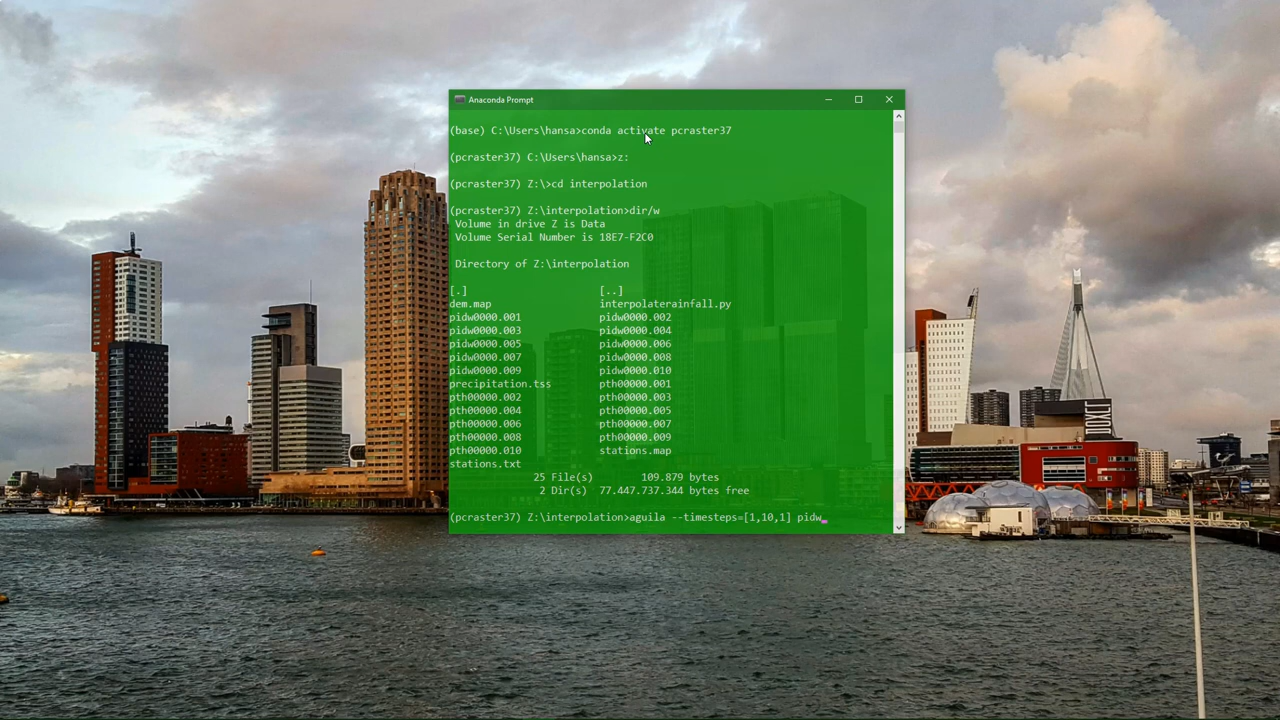 Anaconda Prompt
(base) C:\Users\hansa>conda activate pcraster37
(pcraster37) C:\Users\hansa>z:
(pcraster37) Z:\>cd interpolation
(pcraster37) Z:\interpolation>dir/w
Volume in drive Z is Data
Volume Serial Number is 18E7-F2C0
Directory of Z:\interpolation
[.] [..]
dem.map interpolaterainfall.py
pidw0000.001 pidw0000.002
pidw0000.003 pidw0000.004
pidw0000.005 pidw0000.006
pidw0000.007 pidw0000.008
pidw0000.009 pidw0000.010
precipitation.tss pth00000.001
pth00000.002 pth00000.003
pth00000.004 pth00000.005
pth00000.006 pth00000.007
pth00000.008 pth00000.009
pth00000.010 stations.map
stations.txt
25 File(s) 109.879 bytes
2 Dir(s) 77.447.737.344 bytes free
(pcraster37) Z:\interpolation>aguila --timesteps=[1,10,1] pidw_